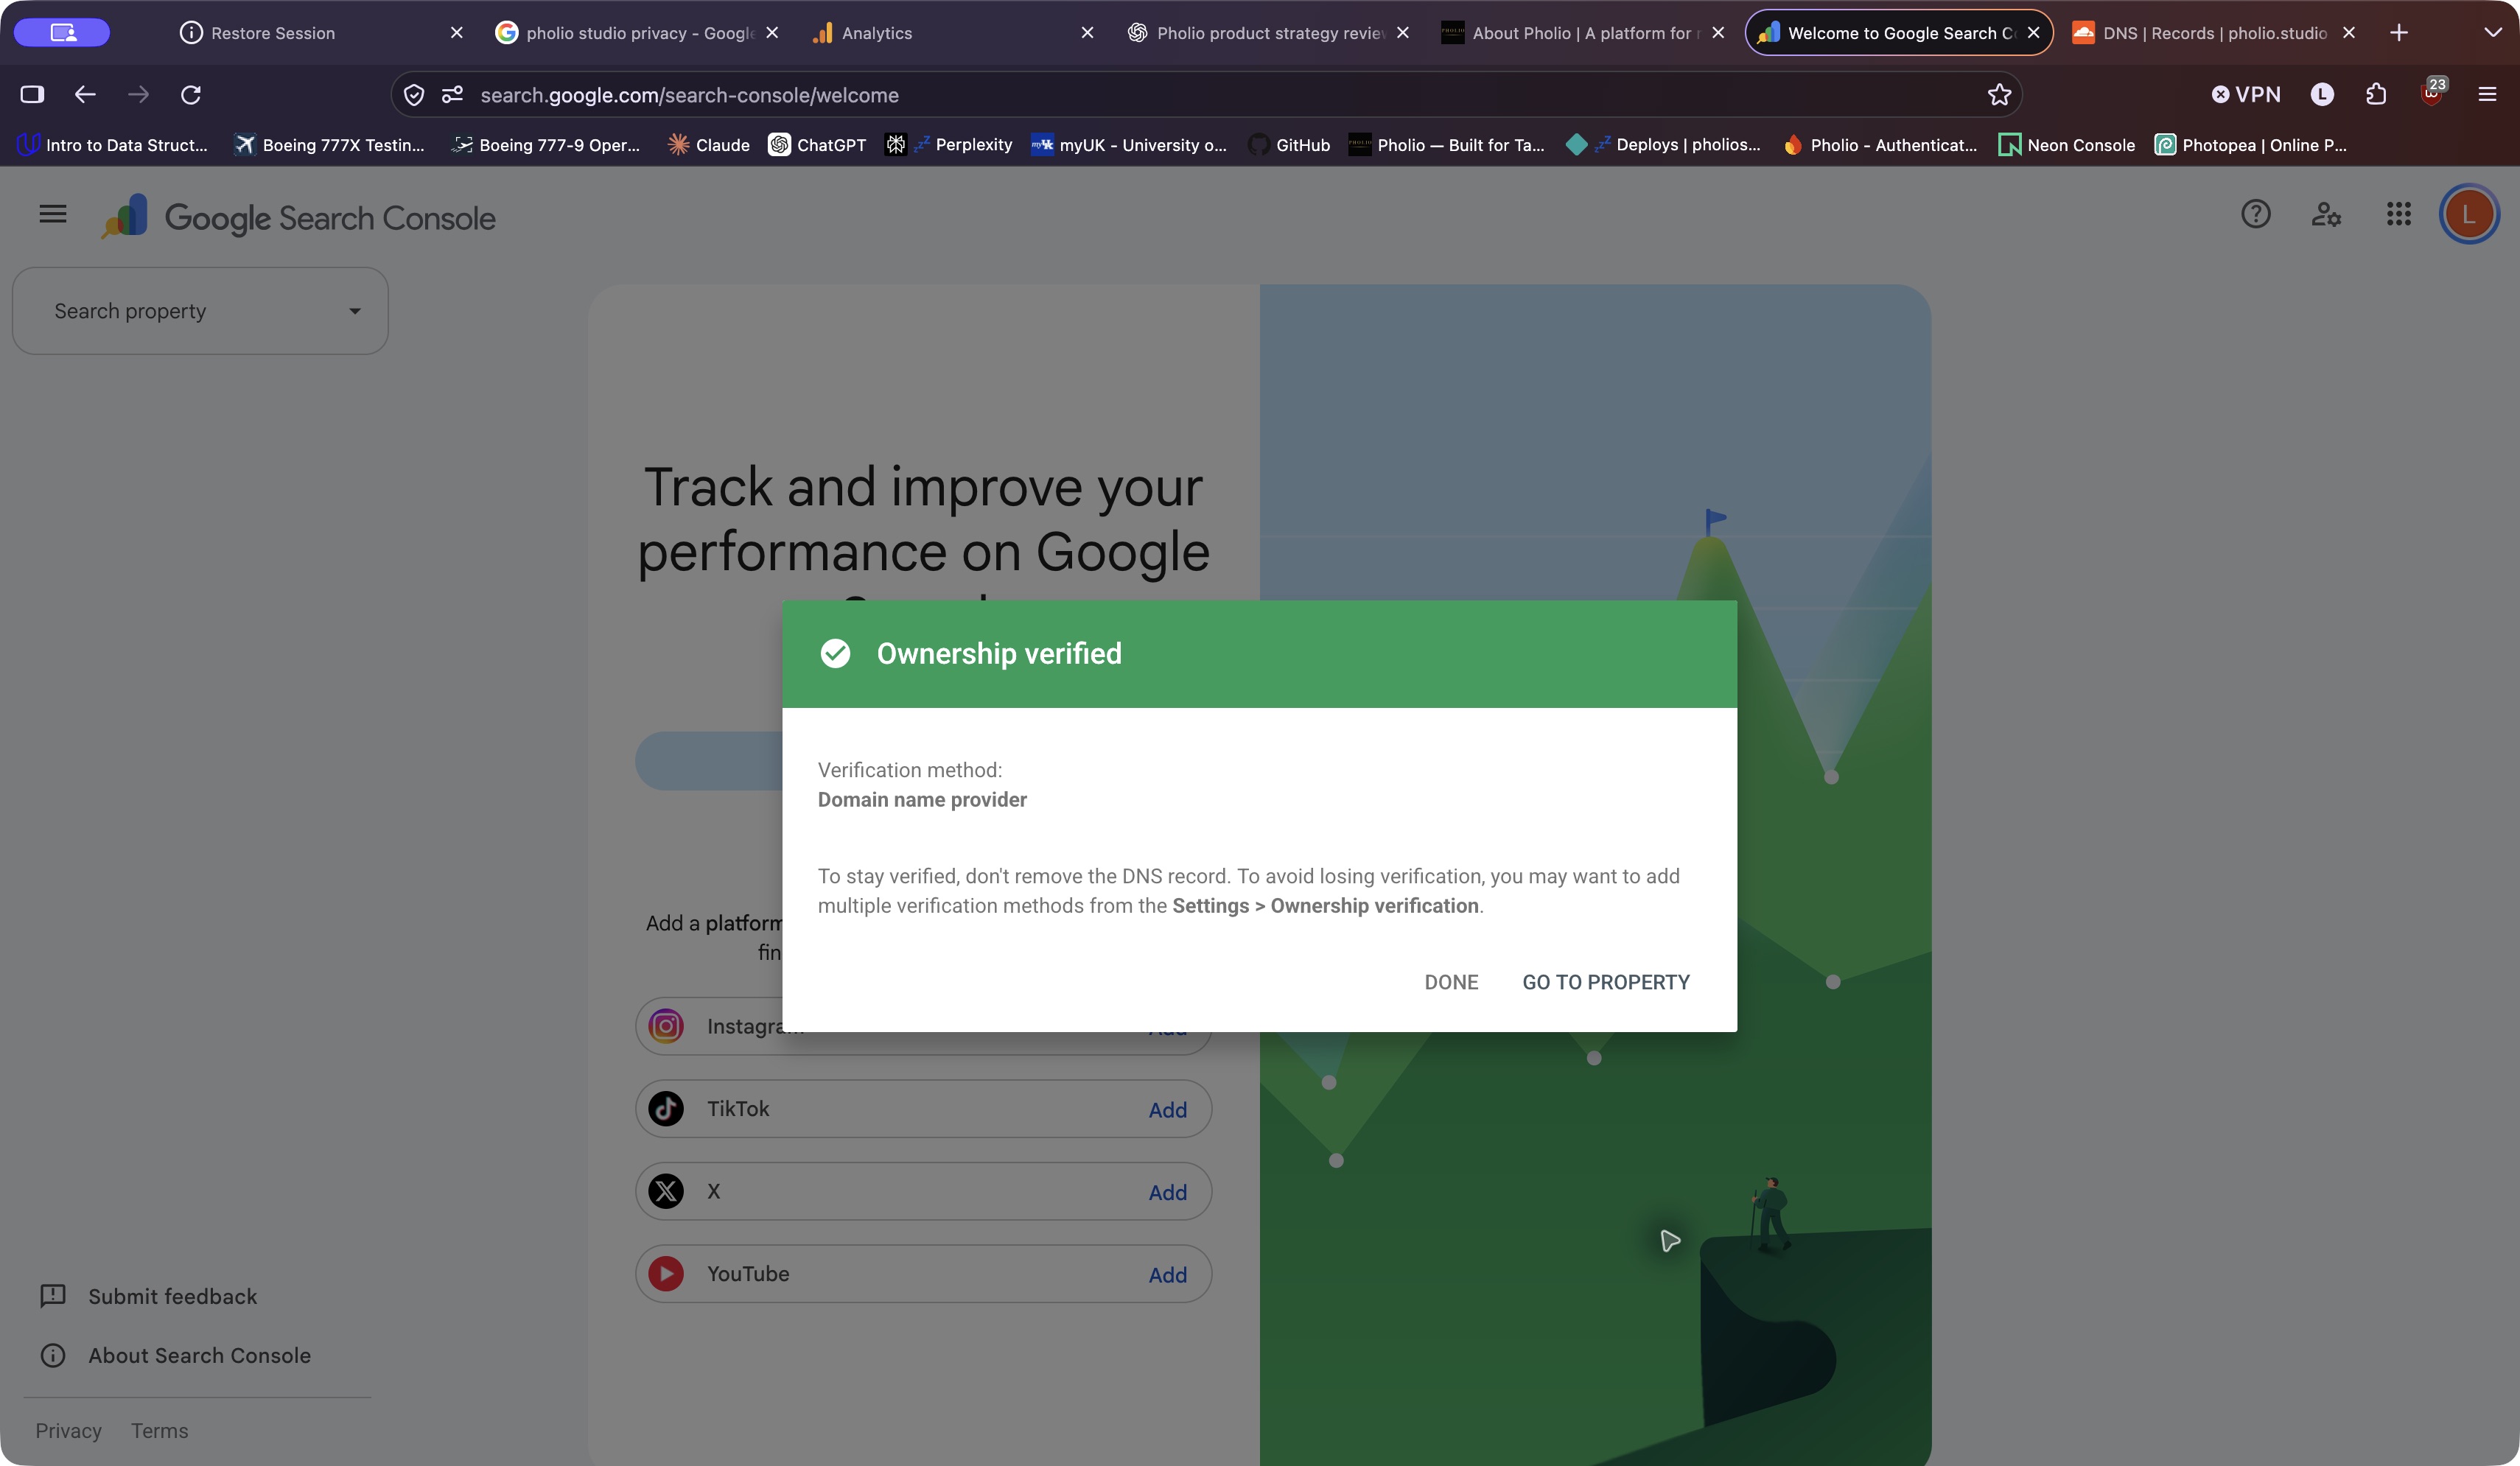 Restore Session
pholio studio privacy - Google
Analytics
Pholio product strategy review
About Pholio | A platform for
Welcome to Google Search
DNS | Records | pholio.studio
search.google.com/search-console/welcome
VPN
L
23
Intro to Data Struct...
Boeing 777X Testin...
Boeing 777-9 Oper...
Claude
ChatGPT
Perplexity
myUK - University o...
GitHub
Pholio — Built for Ta...
Deploys | pholios...
Pholio - Authenticat...
Neon Console
Photopea | Online P...
Google Search Console
L
Search property
Track and improve your
performance on Google
Ownership verified
Verification method:
Domain name provider
To stay verified, don't remove the DNS record. To avoid losing verification, you may want to add
multiple verification methods from the Settings > Ownership verification.
DONE GO TO PROPERTY
Add a platform
Instagram
TikTok Add
X Add
YouTube Add
Submit feedback
About Search Console
Privacy Terms